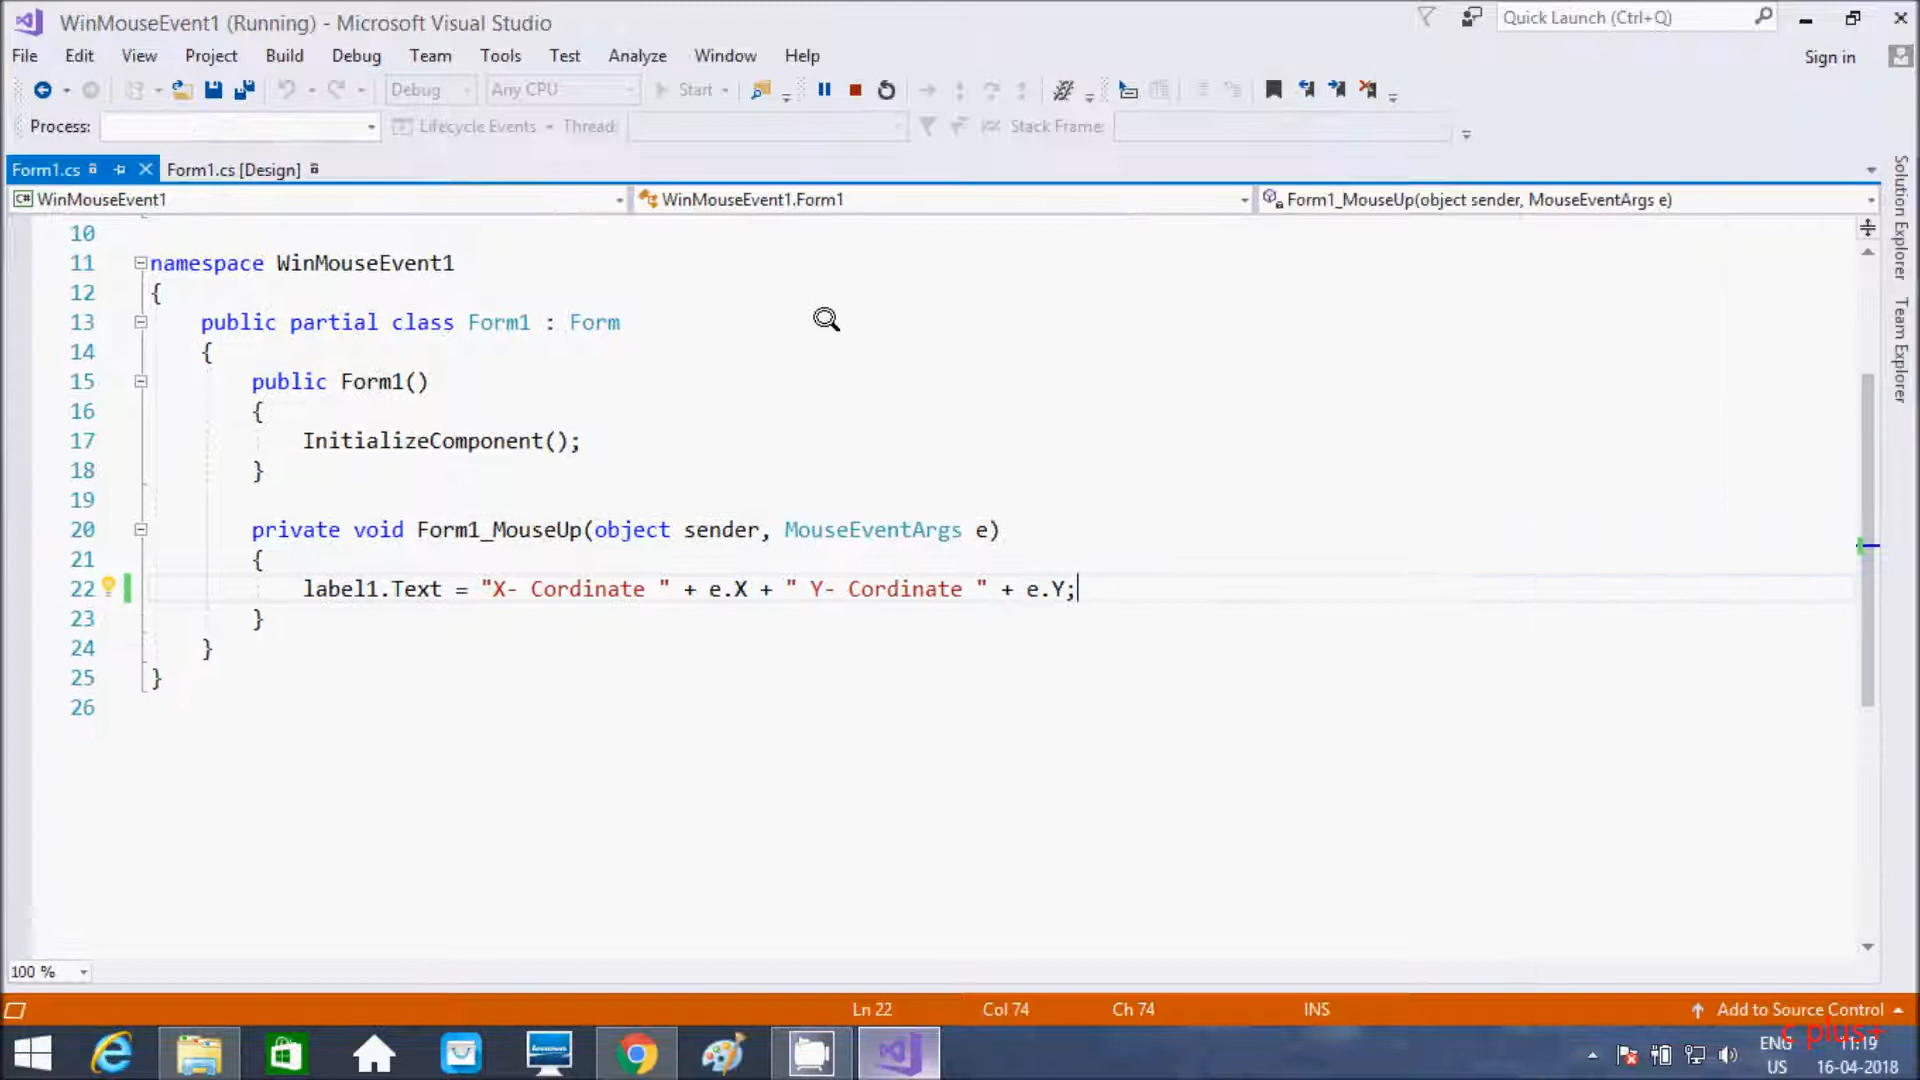 WinMouseEvent1 (Running) - Microsoft Visual Studio
Quick Launch (Ctrl+Q)
File Edit View Project Build Debug Team Tools Test Analyze Window Help
Sign in
Debug Any CPU Start
Process: Lifecycle Events Thread: Stack Frame:
Form1.cs Form1.cs [Design]
C# WinMouseEvent1 WinMouseEvent1.Form1 Form1_MouseUp(object sender, MouseEventArgs e)
Solution Explorer
Team Explorer
10
11 namespace WinMouseEvent1
12 {
13 public partial class Form1 : Form
14 {
15 public Form1()
16 {
17 InitializeComponent();
18 }
19
20 private void Form1_MouseUp(object sender, MouseEventArgs e)
21 {
22 label1.Text = "X- Cordinate " + e.X + " Y- Cordinate " + e.Y;
23 }
24 }
25 }
26
100 %
Ln 22 Col 74 Ch 74 INS Add to Source Control
c plus+
ENG 11:19
US 16-04-2018